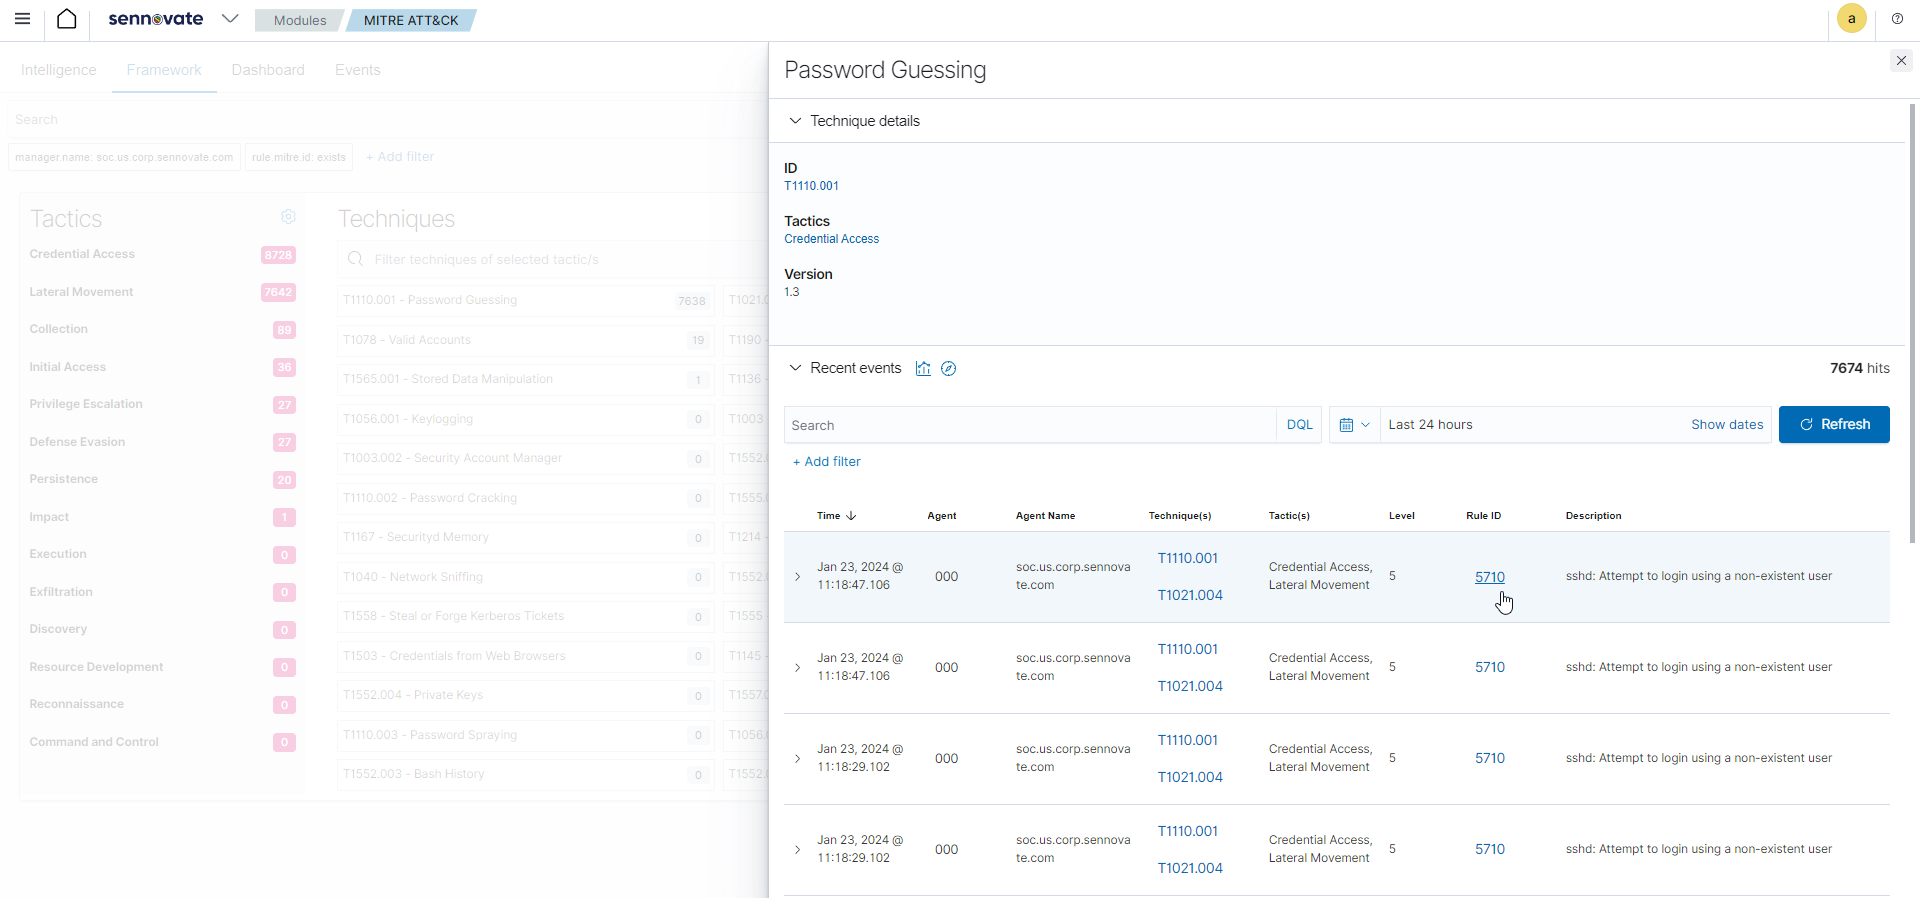 sennovate
Modules
MITRE ATT&CK
a
Intelligence
Framework
Dashboard
Events
Search
manager.name: soc.us.corp.sennovate.com
rule.mitre.id: exists
+ Add filter
Tactics
Credential Access 8728
Lateral Movement 7642
Collection 89
Initial Access 36
Privilege Escalation 27
Defense Evasion 27
Persistence 20
Impact 1
Execution 0
Exfiltration 0
Discovery 0
Resource Development 0
Reconnaissance 0
Command and Control 0
Techniques
Filter techniques of selected tactic/s
T1110.001 - Password Guessing 7638 T1021.0
T1078 - Valid Accounts 19 T1190 -
T1565.001 - Stored Data Manipulation 1 T1136 -
T1056.001 - Keylogging 0 T1003
T1003.002 - Security Account Manager 0 T1552.
T1110.002 - Password Cracking 0 T1555.0
T1167 - Securityd Memory 0 T1214 -
T1040 - Network Sniffing 0 T1552.0
T1558 - Steal or Forge Kerberos Tickets 0 T1555 -
T1503 - Credentials from Web Browsers 0 T1145 -
T1552.004 - Private Keys 0 T1557.0
T1110.003 - Password Spraying 0 T1056.
T1552.003 - Bash History 0 T1552.0
Password Guessing
Technique details
ID
T1110.001
Tactics
Credential Access
Version
1.3
Recent events
7674 hits
Search
DQL
Last 24 hours
Show dates
Refresh
+ Add filter
Time Agent Agent Name Technique(s) Tactic(s) Level Rule ID Description
Jan 23, 2024 @ 11:18:47.106 000 soc.us.corp.sennovate.com T1110.001 T1021.004 Credential Access, Lateral Movement 5 5710 sshd: Attempt to login using a non-existent user
Jan 23, 2024 @ 11:18:47.106 000 soc.us.corp.sennovate.com T1110.001 T1021.004 Credential Access, Lateral Movement 5 5710 sshd: Attempt to login using a non-existent user
Jan 23, 2024 @ 11:18:29.102 000 soc.us.corp.sennovate.com T1110.001 T1021.004 Credential Access, Lateral Movement 5 5710 sshd: Attempt to login using a non-existent user
Jan 23, 2024 @ 11:18:29.102 000 soc.us.corp.sennovate.com T1110.001 T1021.004 Credential Access, Lateral Movement 5 5710 sshd: Attempt to login using a non-existent user